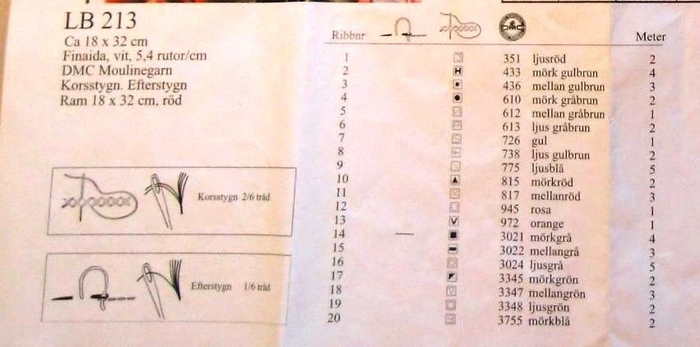 LB 213
Ca 18 x 32 cm
Finaida, vit, 5,4 rutor/cm
DMC Moulinegarn
Korsstygn. Efterstygn
Ram 18 x 32 cm, röd
Korsstygn 2/6 tråd
Efterstygn 1/6 tråd
Ribbnr DMC Meter
1 351 ljusröd 2
2 H 433 mörk gulbrun 4
3 436 mellan gulbrun 3
4 610 mörk gråbrun 2
5 612 mellan gråbrun 1
6 613 ljus gråbrun 2
7 726 gul 1
8 738 ljus gulbrun 2
9 775 ljusblå 5
10 815 mörkröd 2
11 817 mellanröd 3
12 945 rosa 1
13 V 972 orange 1
14 3021 mörkgrå 4
15 3022 mellangrå 3
16 3024 ljusgrå 5
17 3345 mörkgrön 2
18 3347 mellangrön 3
19 3348 ljusgrön 2
20 3755 mörkblå 2